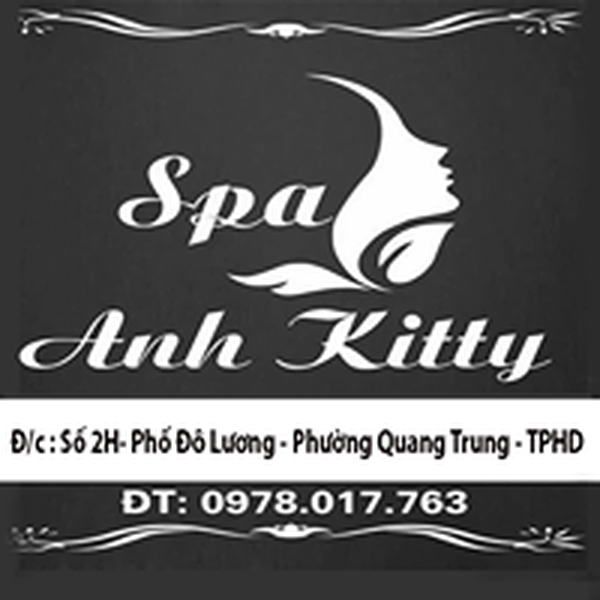 Spa
Anh Kitty
Đ/c : Số 2H- Phố Đô Lương - Phường Quang Trung - TPHD
ĐT: 0978.017.763